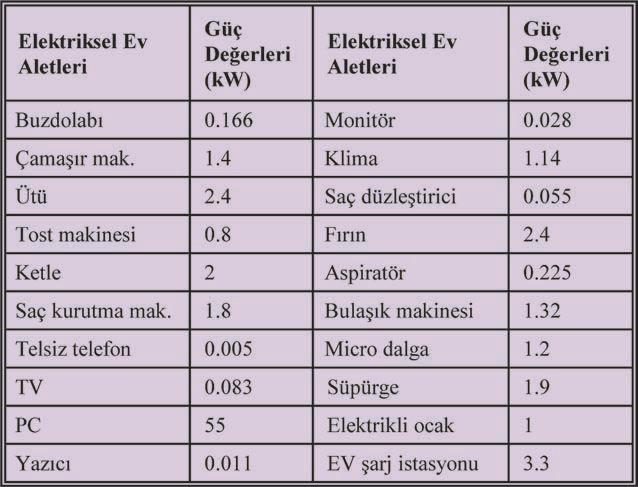 Elektriksel Ev Aletleri | Güç Değerleri (kW) | Elektriksel Ev Aletleri | Güç Değerleri (kW)
Buzdolabı | 0.166 | Monitör | 0.028
Çamaşır mak. | 1.4 | Klima | 1.14
Ütü | 2.4 | Saç düzleştirici | 0.055
Tost makinesi | 0.8 | Fırın | 2.4
Ketle | 2 | Aspiratör | 0.225
Saç kurutma mak. | 1.8 | Bulaşık makinesi | 1.32
Telsiz telefon | 0.005 | Micro dalga | 1.2
TV | 0.083 | Süpürge | 1.9
PC | 55 | Elektrikli ocak | 1
Yazıcı | 0.011 | EV şarj istasyonu | 3.3